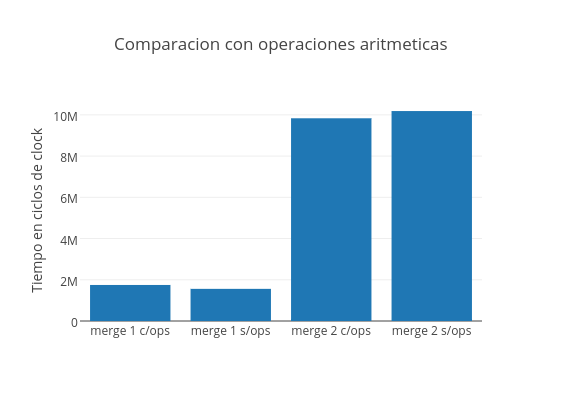 Comparacion con operaciones aritmeticas
Tiempo en ciclos de clock
10M
8M
6M
4M
2M
0
merge 1 c/ops
merge 1 s/ops
merge 2 c/ops
merge 2 s/ops